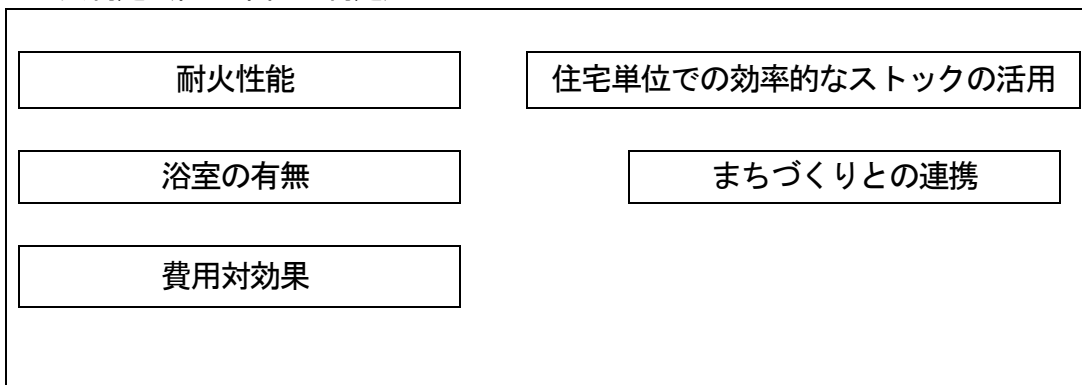 耐火性能
住宅単位での効率的なストックの活用
浴室の有無
まちづくりとの連携
費用対効果